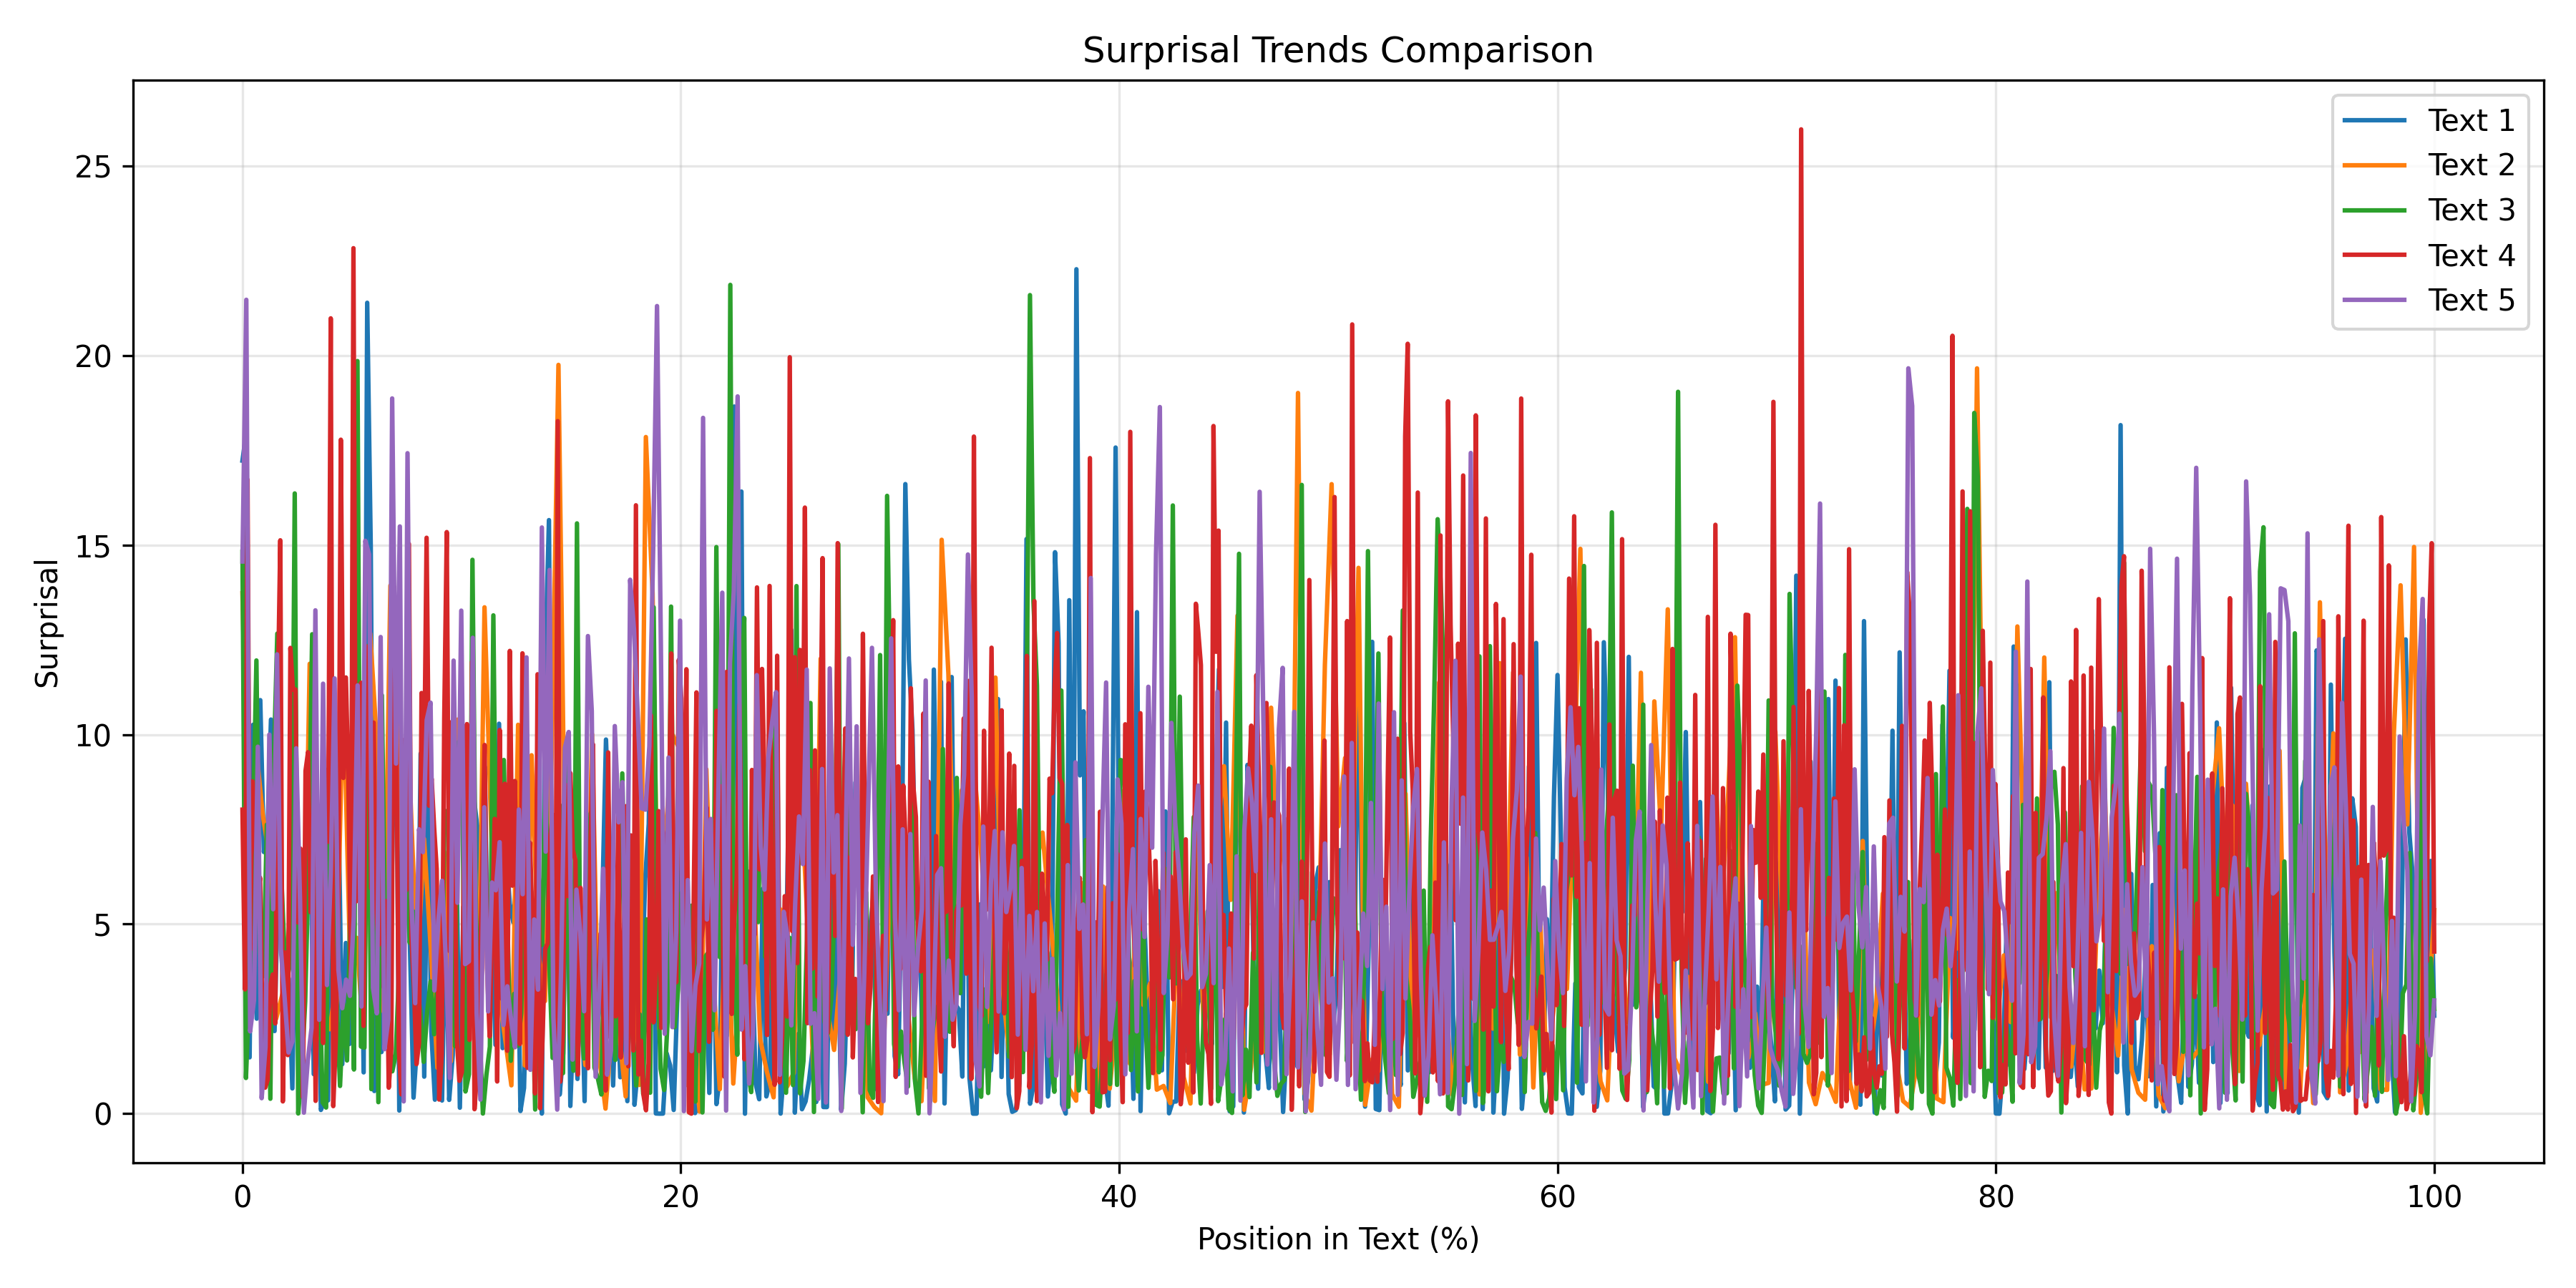 Surprisal Trends Comparison
Surprisal
25
20
15
10
5
0
0 20 40 60 80 100
Position in Text (%)
Text 1
Text 2
Text 3
Text 4
Text 5